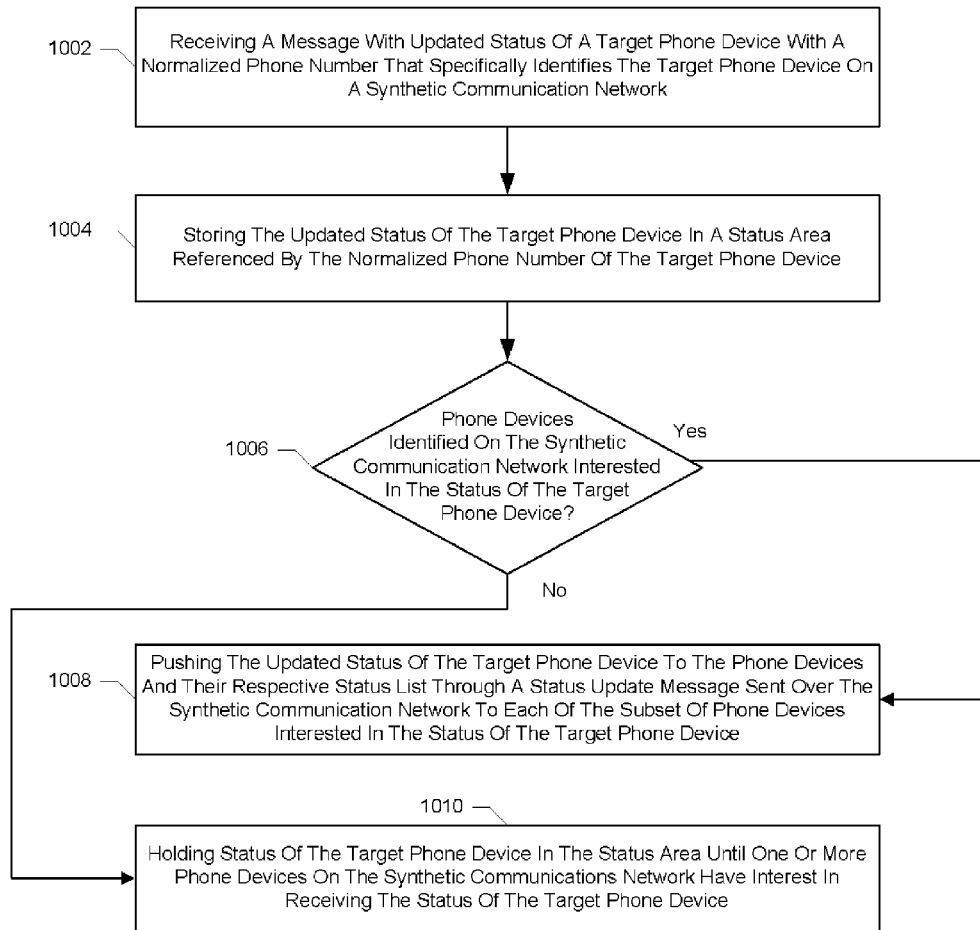 1002
Receiving A Message With Updated Status Of A Target Phone Device With A
Normalized Phone Number That Specifically Identifies The Target Phone Device On
A Synthetic Communication Network
1004
Storing The Updated Status Of The Target Phone Device In A Status Area
Referenced By The Normalized Phone Number Of The Target Phone Device
1006
Phone Devices
Identified On The Synthetic
Communication Network Interested
In The Status Of The Target
Phone Device?
Yes
No
1008
Pushing The Updated Status Of The Target Phone Device To The Phone Devices
And Their Respective Status List Through A Status Update Message Sent Over The
Synthetic Communication Network To Each Of The Subset Of Phone Devices
Interested In The Status Of The Target Phone Device
1010
Holding Status Of The Target Phone Device In The Status Area Until One Or More
Phone Devices On The Synthetic Communications Network Have Interest In
Receiving The Status Of The Target Phone Device